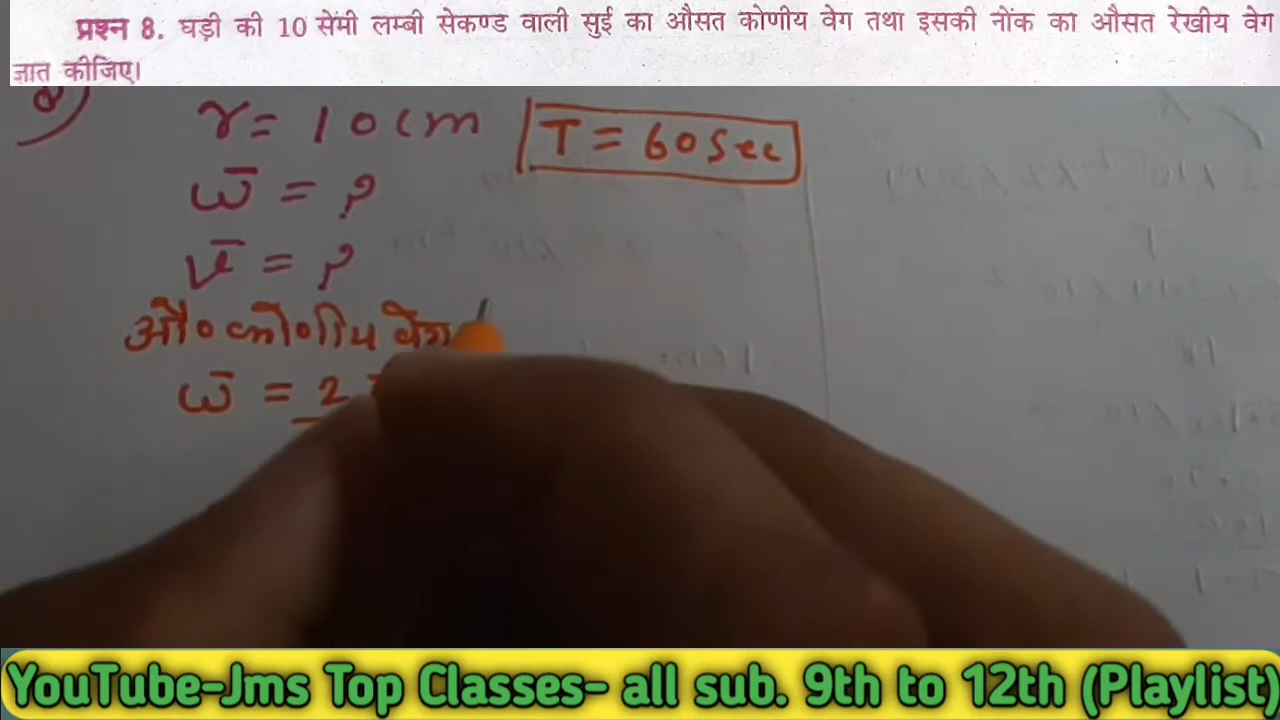 प्रश्न 8. घड़ी की 10 सेंमी लम्बी सेकण्ड वाली सुई का औसत कोणीय वेग तथा इसकी नोंक का औसत रेखीय वेग
ज्ञात कीजिए।
r = 10 cm
T = 60 Sec
ω̄ = ?
v̄ = ?
औ० कोणीय वेग
ω̄ = 2
YouTube-Jms Top Classes- all sub. 9th to 12th (Playlist)